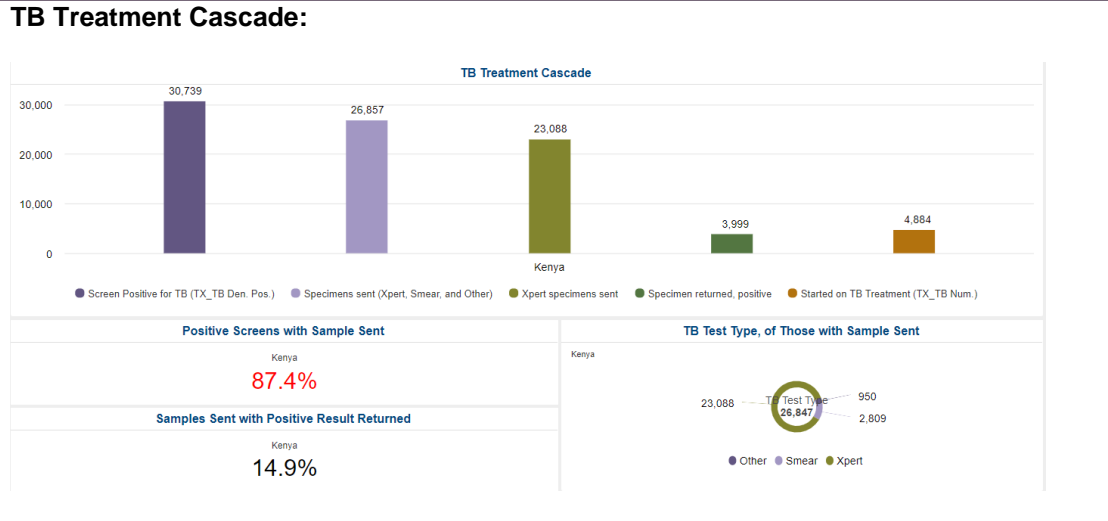 TB Treatment Cascade:
TB Treatment Cascade
30,739
30,000
26,857
23,088
20,000
10,000
3,999
4,884
0
Kenya
Screen Positive for TB (TX_TB Den. Pos.) Specimens sent (Xpert, Smear, and Other) Xpert specimens sent Specimen returned, positive Started on TB Treatment (TX_TB Num.)
Positive Screens with Sample Sent
Kenya
87.4%
Samples Sent with Positive Result Returned
Kenya
14.9%
TB Test Type, of Those with Sample Sent
Kenya
23,088
TB Test Type
26,847
950
2,809
Other Smear Xpert